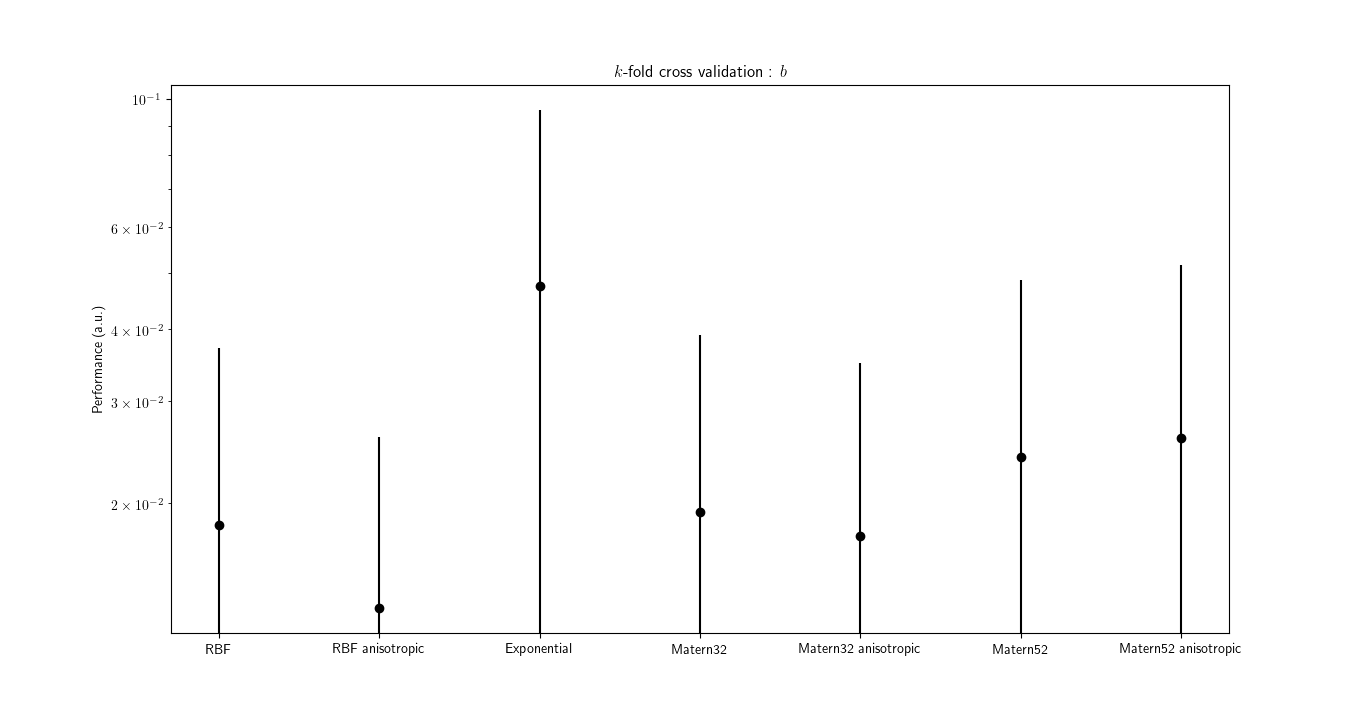 k-fold cross validation : b
10⁻¹
6 × 10⁻²
4 × 10⁻²
3 × 10⁻²
2 × 10⁻²
Performance (a.u.)
RBF RBF anisotropic Exponential Matern32 Matern32 anisotropic Matern52 Matern52 anisotropic